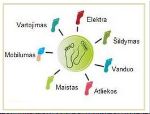 Vartojimas
Elektra
Šildymas
Mobilumas
Vanduo
Maistas
Atliekos